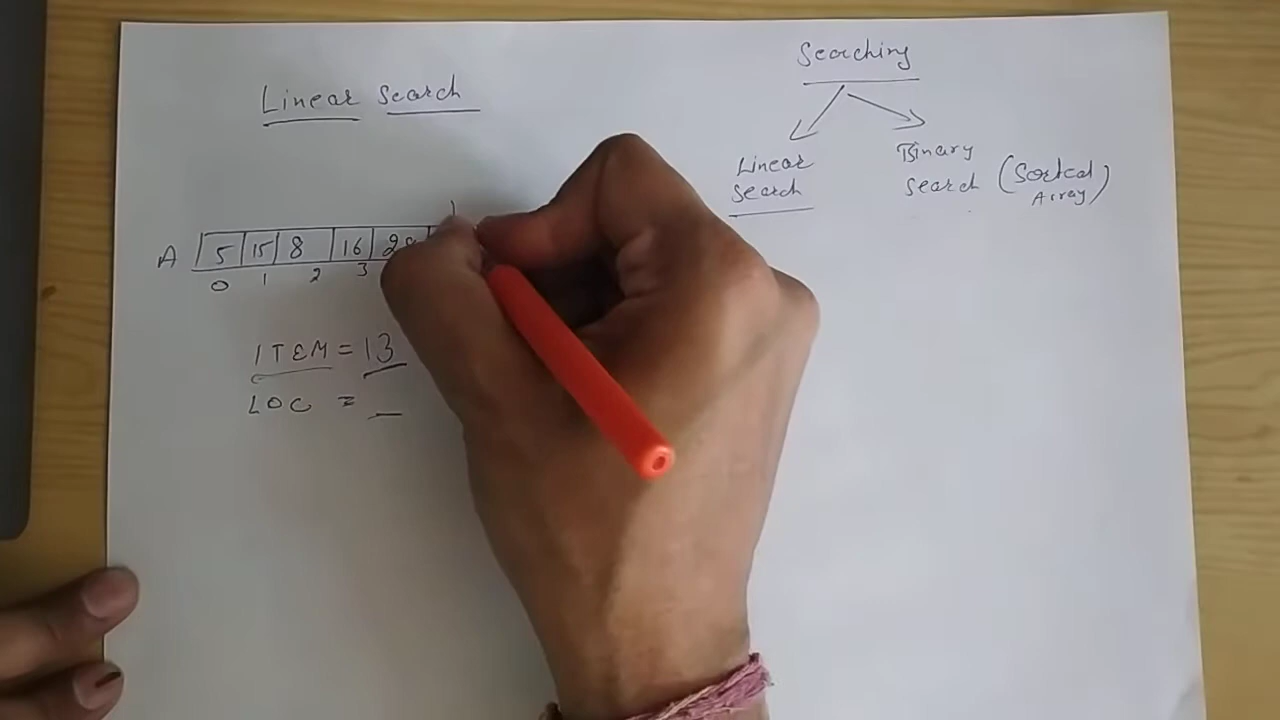 Linear Search
A 5 15 8 16
0 1 2 3
ITEM = 13
LOC = _
Searching
Linear
Search
Binary
Search (Sorted
Array)